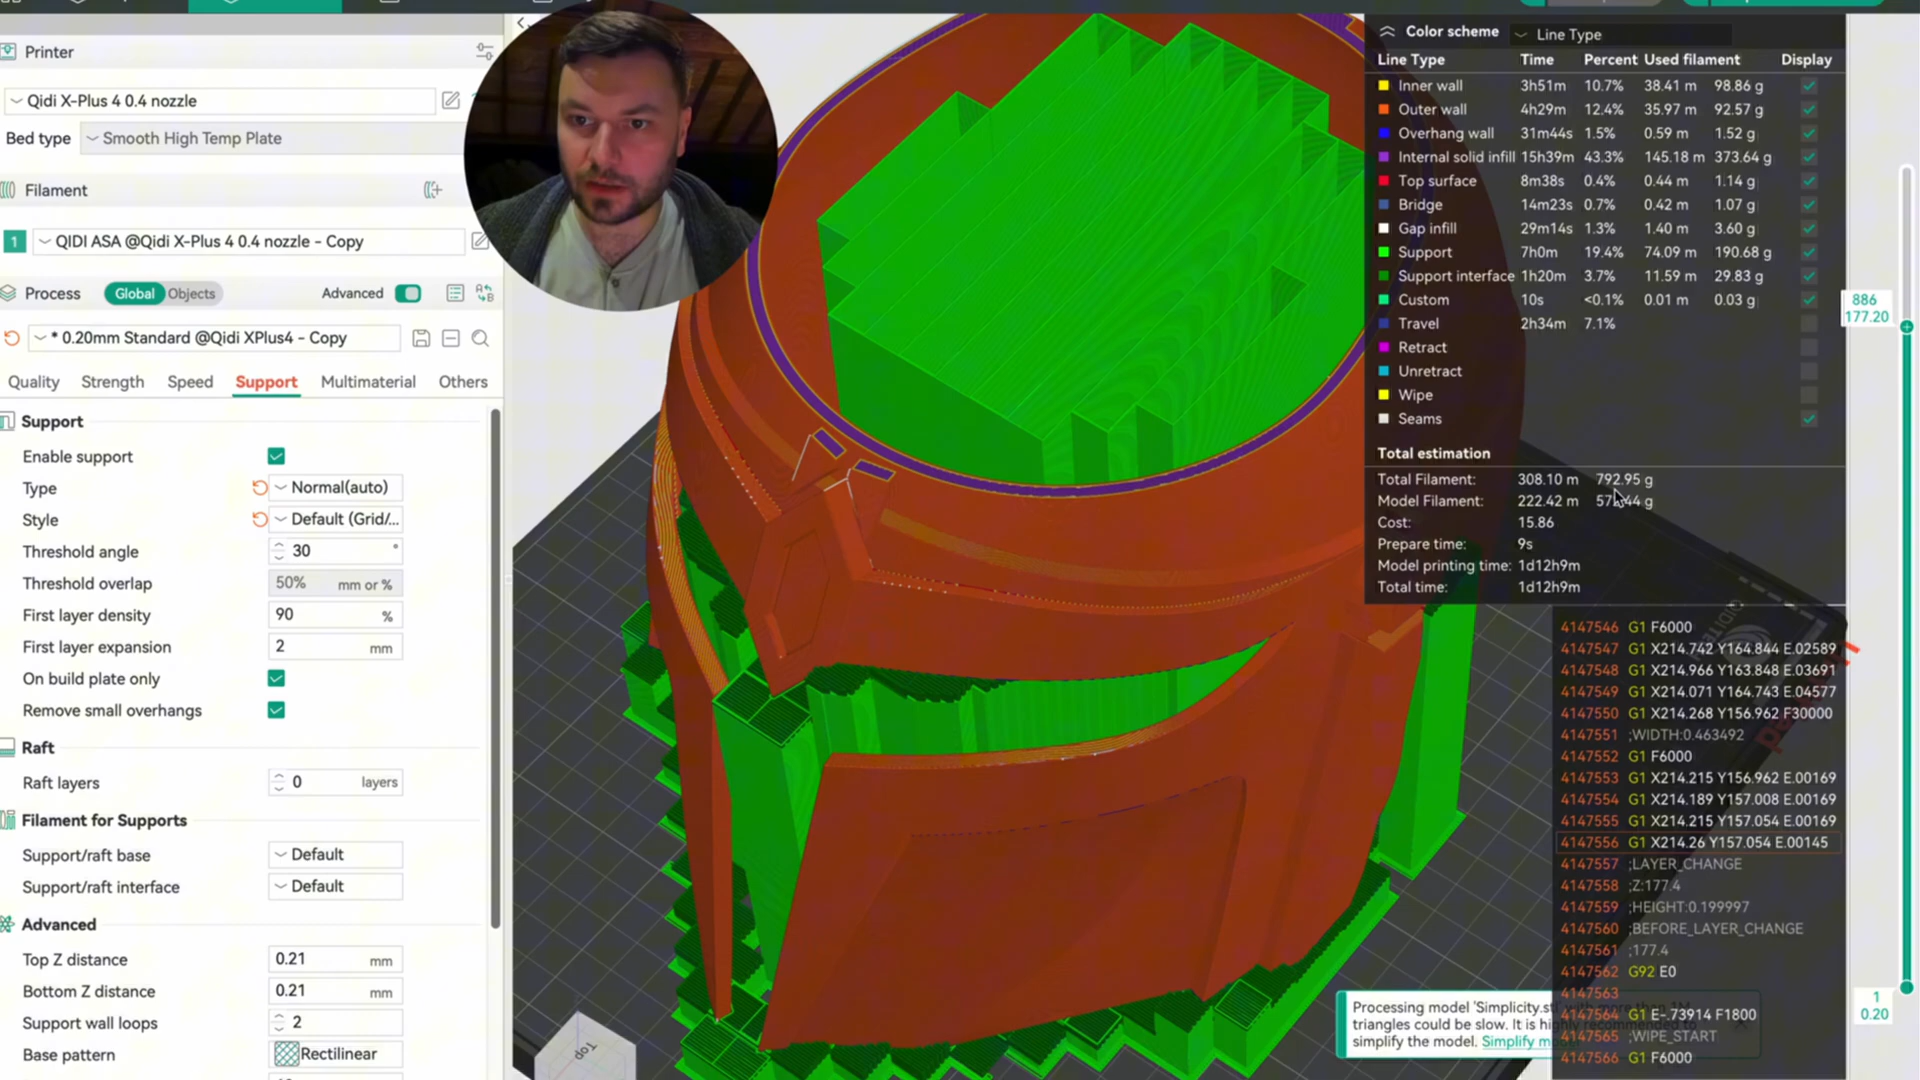 Printer
Qidi X-Plus 4 0.4 nozzle
Bed type
Smooth High Temp Plate
Filament
1
QIDI ASA @Qidi X-Plus 4 0.4 nozzle - Copy
Process
Global
Objects
Advanced
* 0.20mm Standard @Qidi XPlus4 - Copy
Quality
Strength
Speed
Support
Multimaterial
Others
Support
Enable support
Type
Normal(auto)
Style
Default (Grid/...
Threshold angle
30
°
Threshold overlap
50%
mm or %
First layer density
90
%
First layer expansion
2
mm
On build plate only
Remove small overhangs
Raft
Raft layers
0
layers
Filament for Supports
Support/raft base
Default
Support/raft interface
Default
Advanced
Top Z distance
0.21
mm
Bottom Z distance
0.21
mm
Support wall loops
2
Base pattern
Rectilinear
Top
Color scheme
Line Type
Line Type Time Percent Used filament Display
Inner wall 3h51m 10.7% 38.41 m 98.86 g
Outer wall 4h29m 12.4% 35.97 m 92.57 g
Overhang wall 31m44s 1.5% 0.59 m 1.52 g
Internal solid infill 15h39m 43.3% 145.18 m 373.64 g
Top surface 8m38s 0.4% 0.44 m 1.14 g
Bridge 14m23s 0.7% 0.42 m 1.07 g
Gap infill 29m14s 1.3% 1.40 m 3.60 g
Support 7h0m 19.4% 74.09 m 190.68 g
Support interface 1h20m 3.7% 11.59 m 29.83 g
Custom 10s <0.1% 0.01 m 0.03 g
Travel 2h34m 7.1%
Retract
Unretract
Wipe
Seams
Total estimation
Total Filament: 308.10 m 792.95 g
Model Filament: 222.42 m
Cost: 15.86
Prepare time: 9s
Model printing time: 1d12h9m
Total time: 1d12h9m
886
177.20
4147546 G1 F6000
4147547 G1 X214.742 Y164.844 E.02589
4147548 G1 X214.966 Y163.848 E.03691
4147549 G1 X214.071 Y164.743 E.04577
4147550 G1 X214.268 Y156.962 F30000
4147551 ;WIDTH:0.463492
4147552 G1 F6000
4147553 G1 X214.215 Y156.962 E.00169
4147554 G1 X214.189 Y157.008 E.00169
4147555 G1 X214.215 Y157.054 E.00169
4147556 G1 X214.26 Y157.054 E.00145
4147557 ;LAYER_CHANGE
4147558 ;Z:177.4
4147559 ;HEIGHT:0.199997
4147560 ;BEFORE_LAYER_CHANGE
4147561 ;177.4
4147562 G92 E0
4147563
4147564 G1 E-.73914 F1800
4147565 ;WIPE_START
4147566 G1 F6000
Processing model 'Simplicity.stl' with more than 1M
triangles could be slow. It is highly recommended to
simplify the model. Simplify
1
0.20